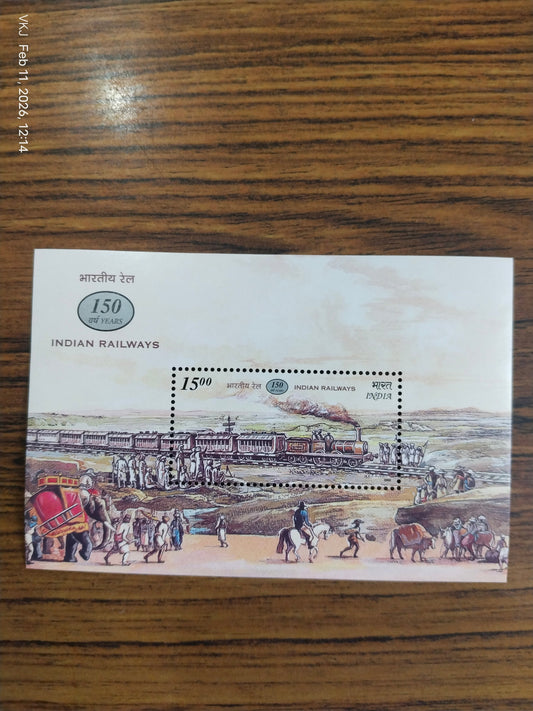 VKJ Feb 11, 2026, 12:14
भारतीय रेल
150
वर्ष YEARS
INDIAN RAILWAYS
15.00 भारतीय रेल 150 INDIAN RAILWAYS भारत
INDIA